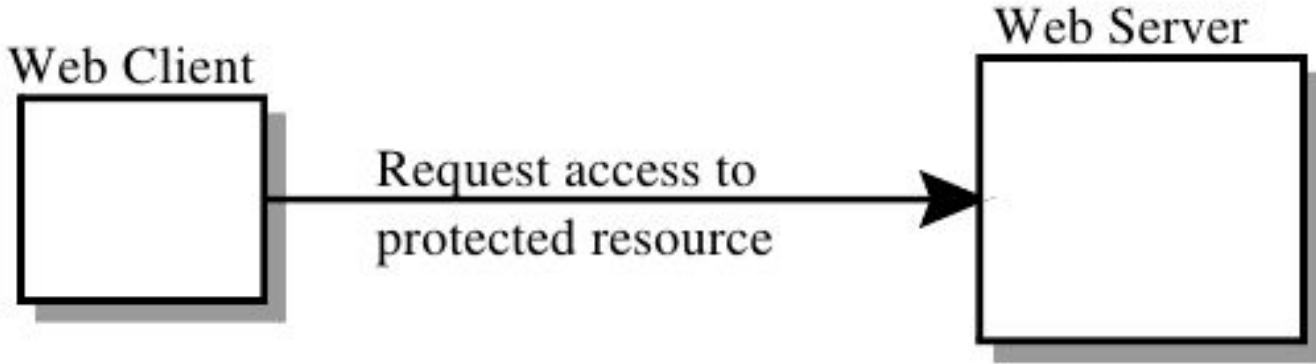 Web Server
Web Client
Request access to
protected resource